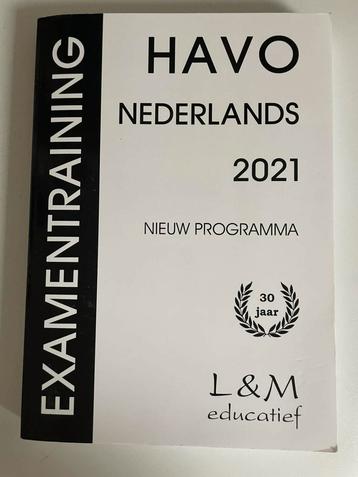 EXAMENTRAINING
HAVO
NEDERLANDS
2021
NIEUW PROGRAMMA
30
jaar
L&M
educatief